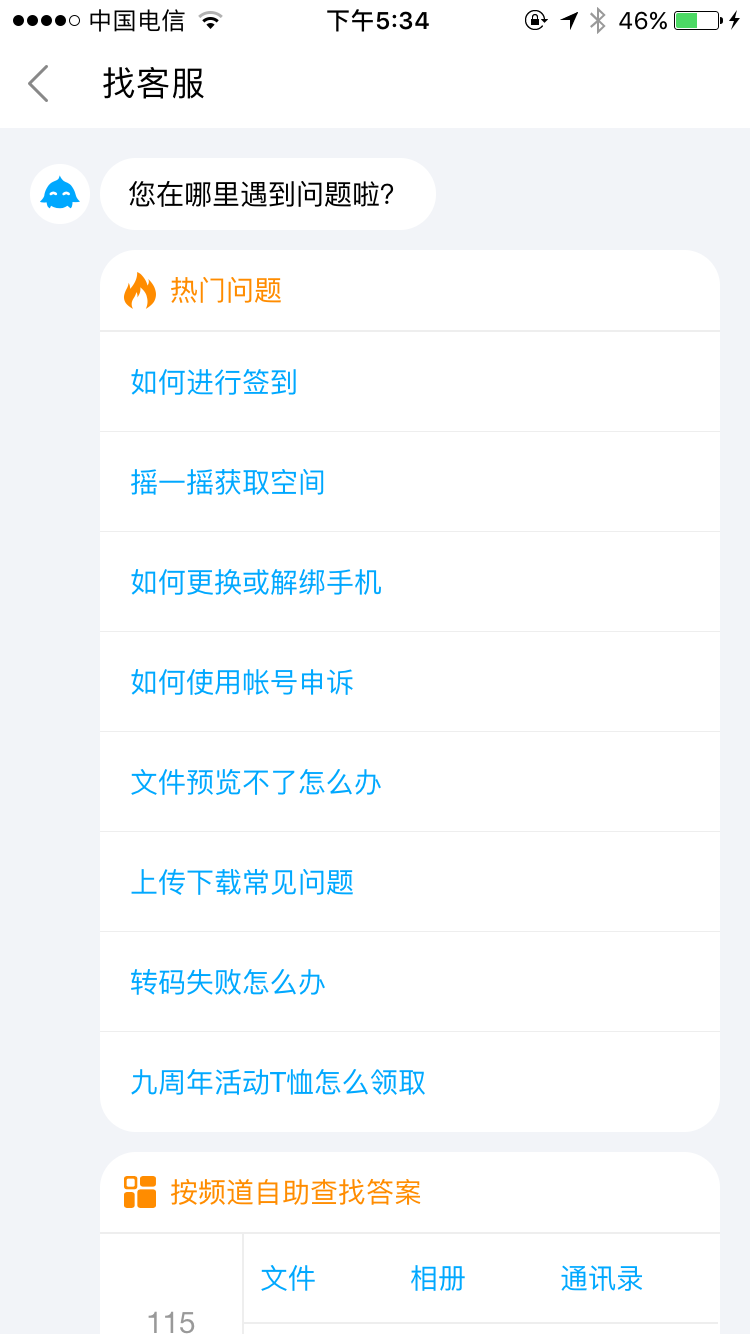 中国电信 下午5:34 46%
找客服
您在哪里遇到问题啦?
热门问题
如何进行签到
摇一摇获取空间
如何更换或解绑手机
如何使用帐号申诉
文件预览不了怎么办
上传下载常见问题
转码失败怎么办
九周年活动T恤怎么领取
按频道自助查找答案
文件 相册 通讯录
115